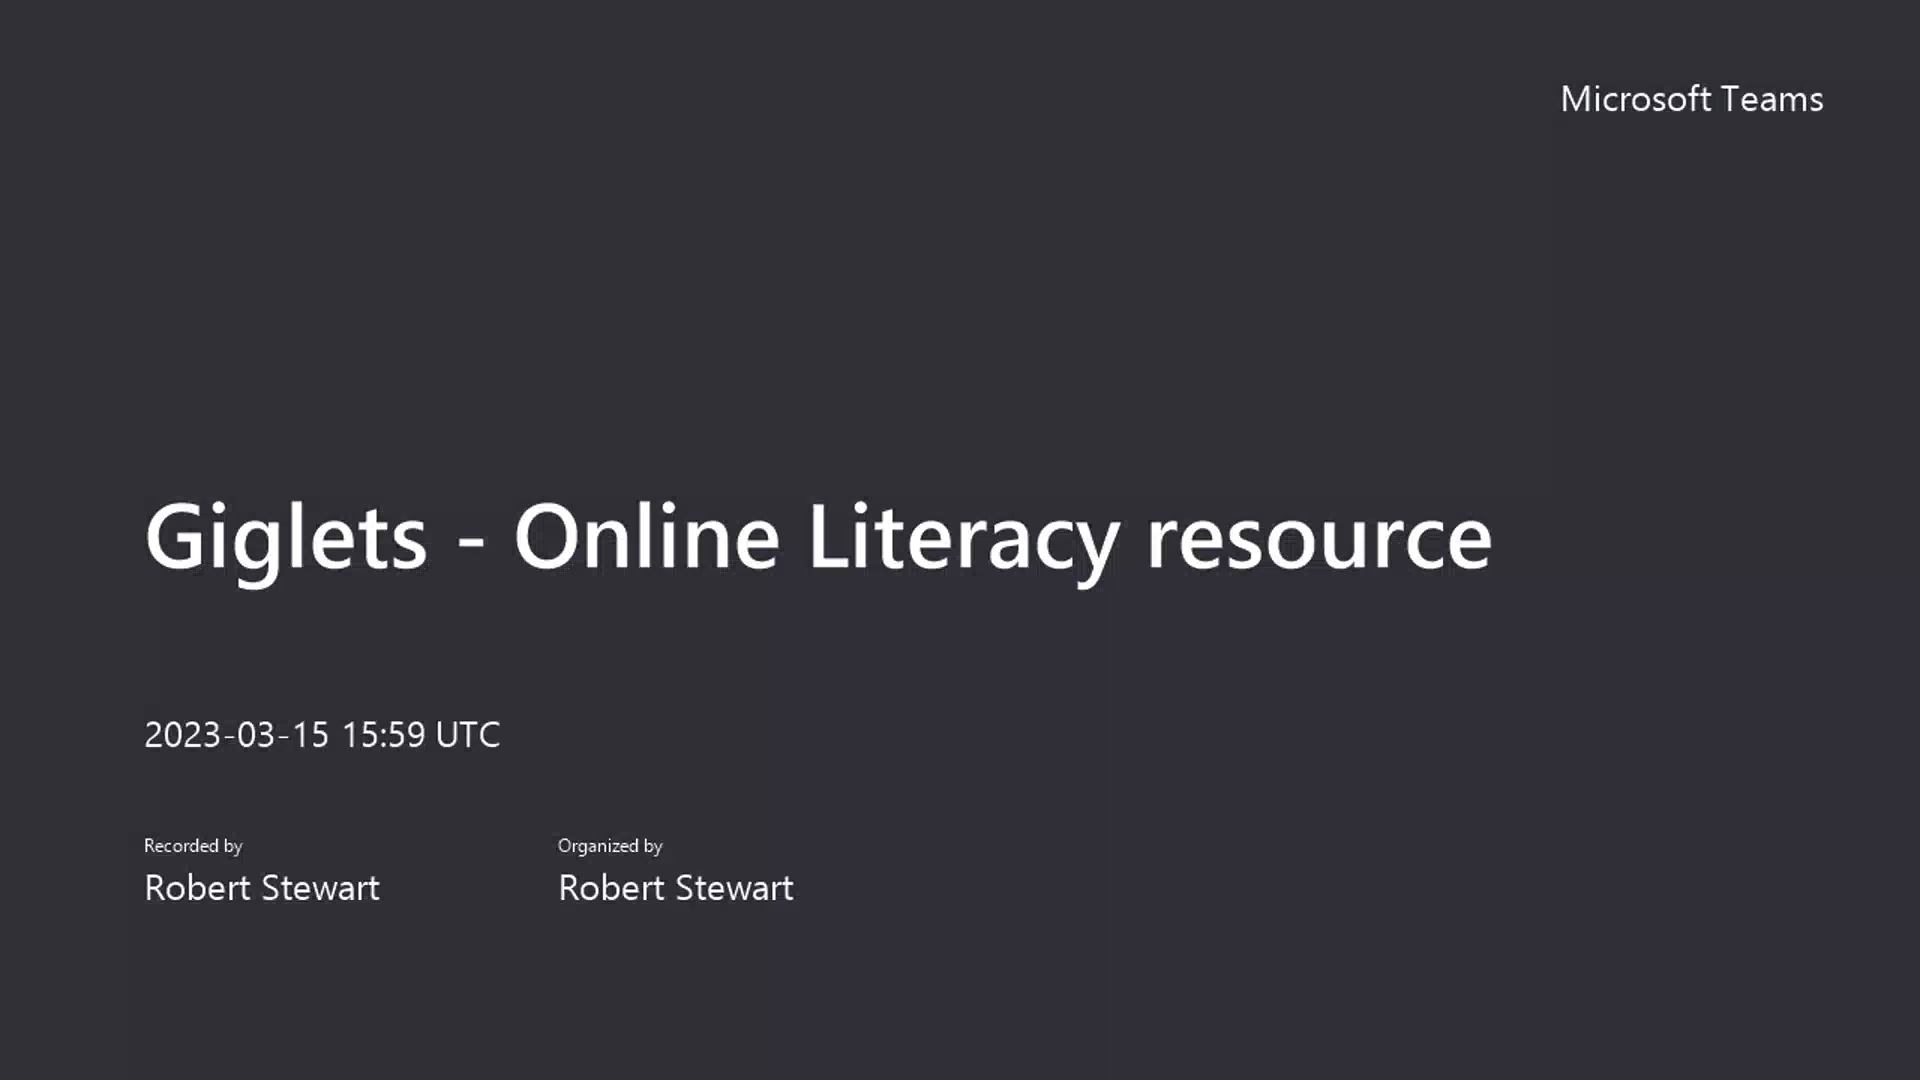 Microsoft Teams
Giglets - Online Literacy resource
2023-03-15 15:59 UTC
Recorded by
Organized by
Robert Stewart
Robert Stewart